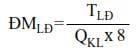 ĐM_LĐ = T_LĐ / (Q_KL x 8)